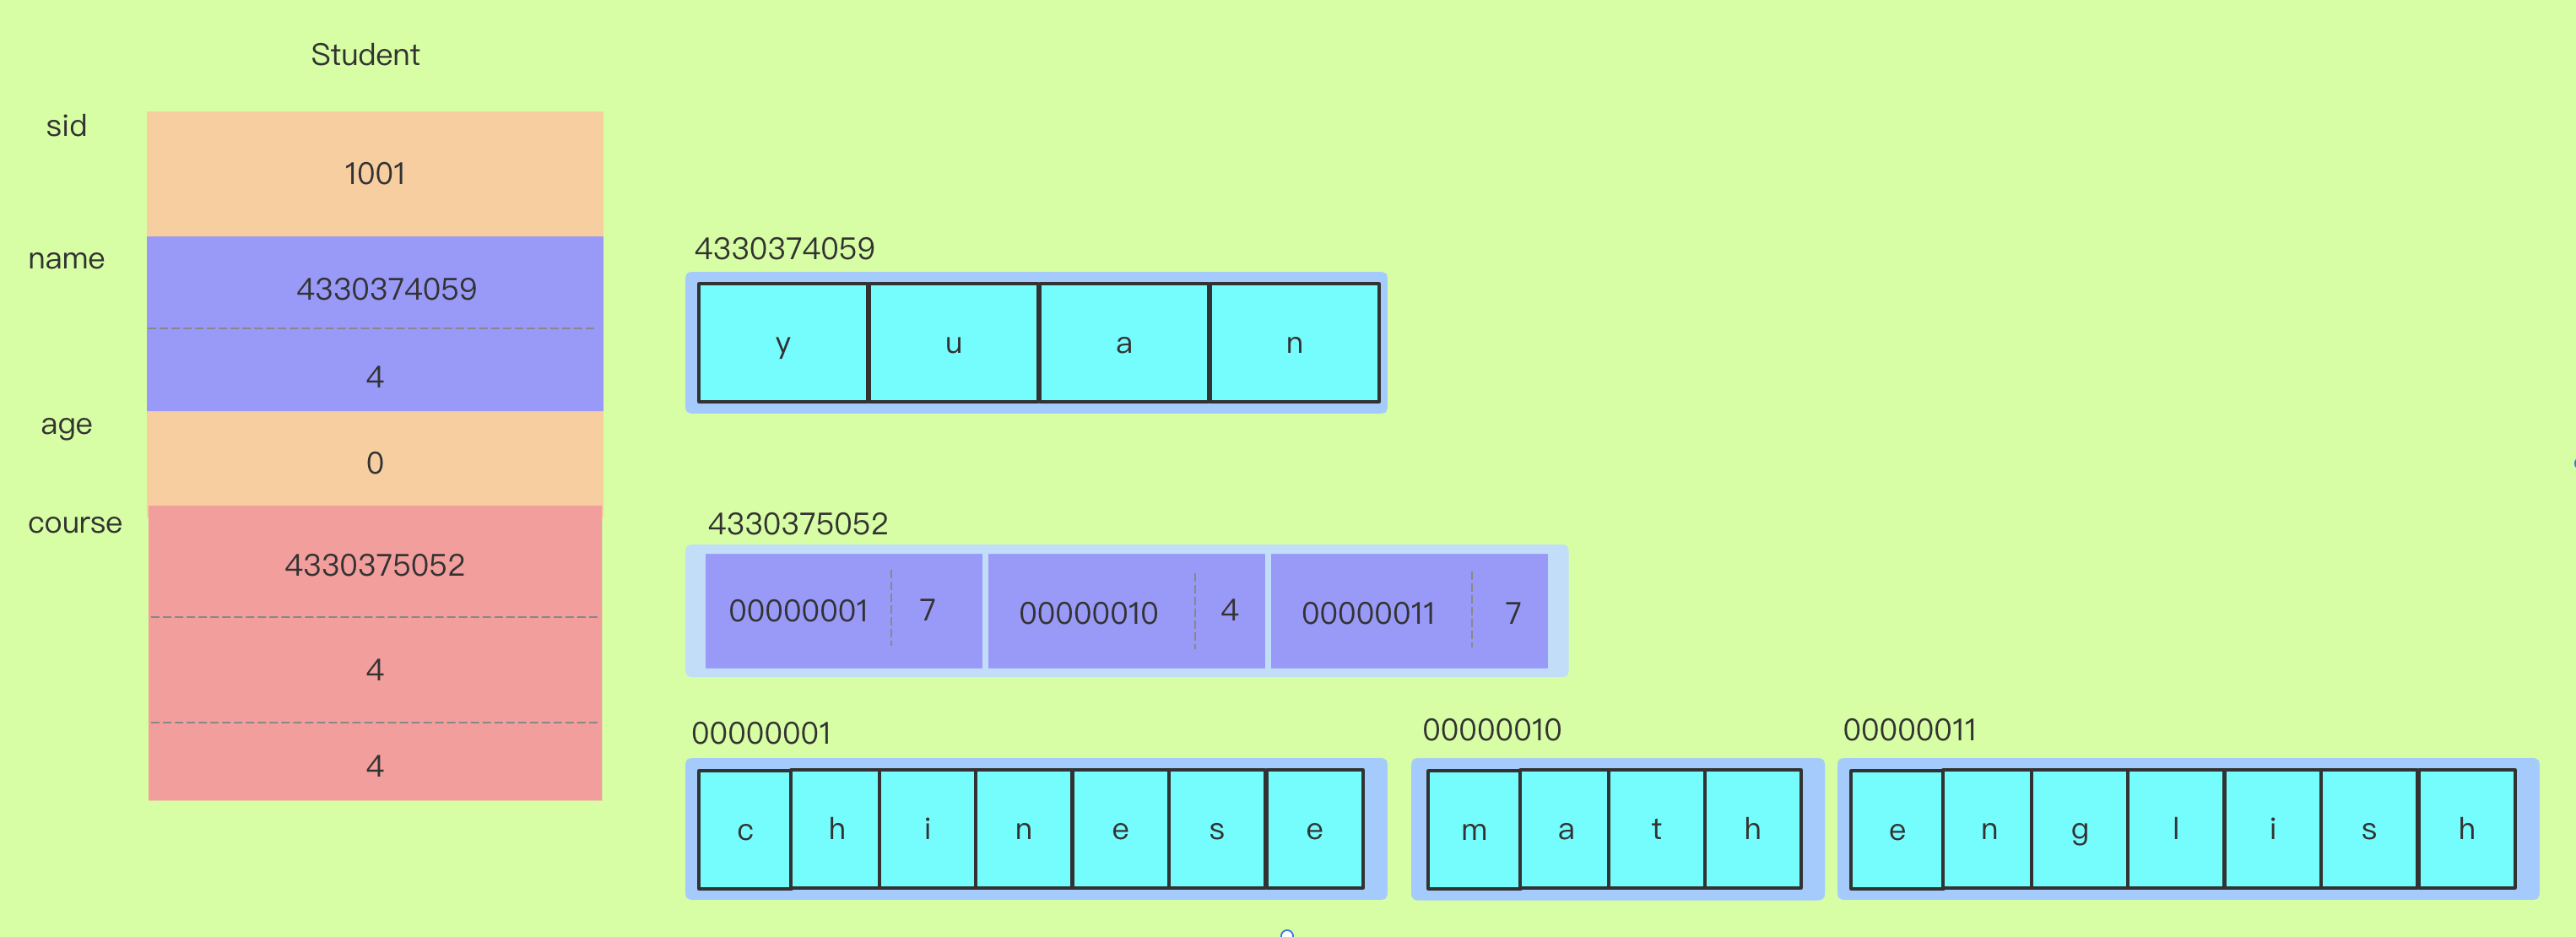 Student
sid
1001
name
4330374059
4
age
0
course
4330375052
4
4
4330374059
y u a n
4330375052
00000001 7 00000010 4 00000011 7
00000001 00000010 00000011
c h i n e s e m a t h e n g l i s h